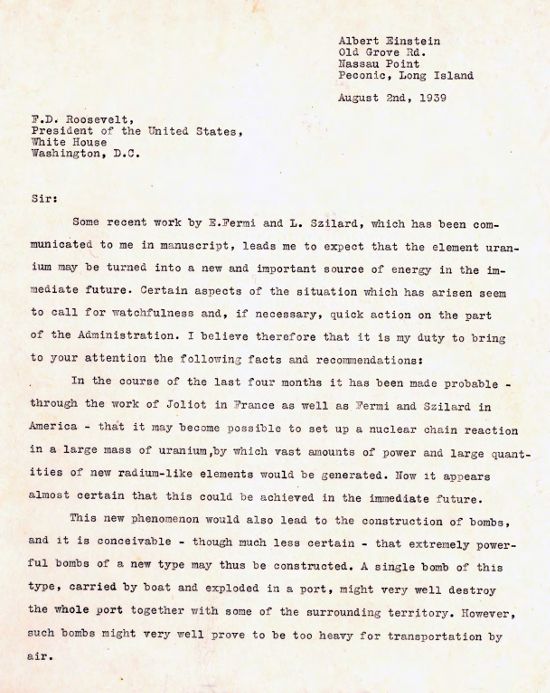 Albert Einstein
Old Grove Rd.
Nassau Point
Peconic, Long Island
August 2nd, 1939
F.D. Roosevelt,
President of the United States,
White House
Washington, D.C.
Sir:
Some recent work by E.Fermi and L. Szilard, which has been com-
municated to me in manuscript, leads me to expect that the element uran-
ium may be turned into a new and important source of energy in the im-
mediate future. Certain aspects of the situation which has arisen seem
to call for watchfulness and, if necessary, quick action on the part
of the Administration. I believe therefore that it is my duty to bring
to your attention the following facts and recommendations:
In the course of the last four months it has been made probable -
through the work of Joliot in France as well as Fermi and Szilard in
America - that it may become possible to set up a nuclear chain reaction
in a large mass of uranium,by which vast amounts of power and large quant-
ities of new radium-like elements would be generated. Now it appears
almost certain that this could be achieved in the immediate future.
This new phenomenon would also lead to the construction of bombs,
and it is conceivable - though much less certain - that extremely power-
ful bombs of a new type may thus be constructed. A single bomb of this
type, carried by boat and exploded in a port, might very well destroy
the whole port together with some of the surrounding territory. However,
such bombs might very well prove to be too heavy for transportation by
air.